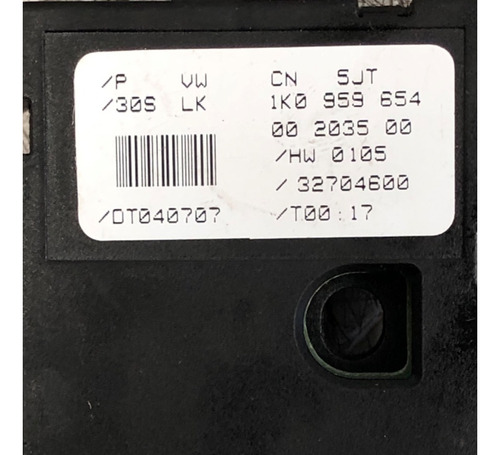 /P VW CN 5JT
/30S LK 1K0 959 654
00 2035 00
/HW 0105
/32704600
/DT040707 /T00:17